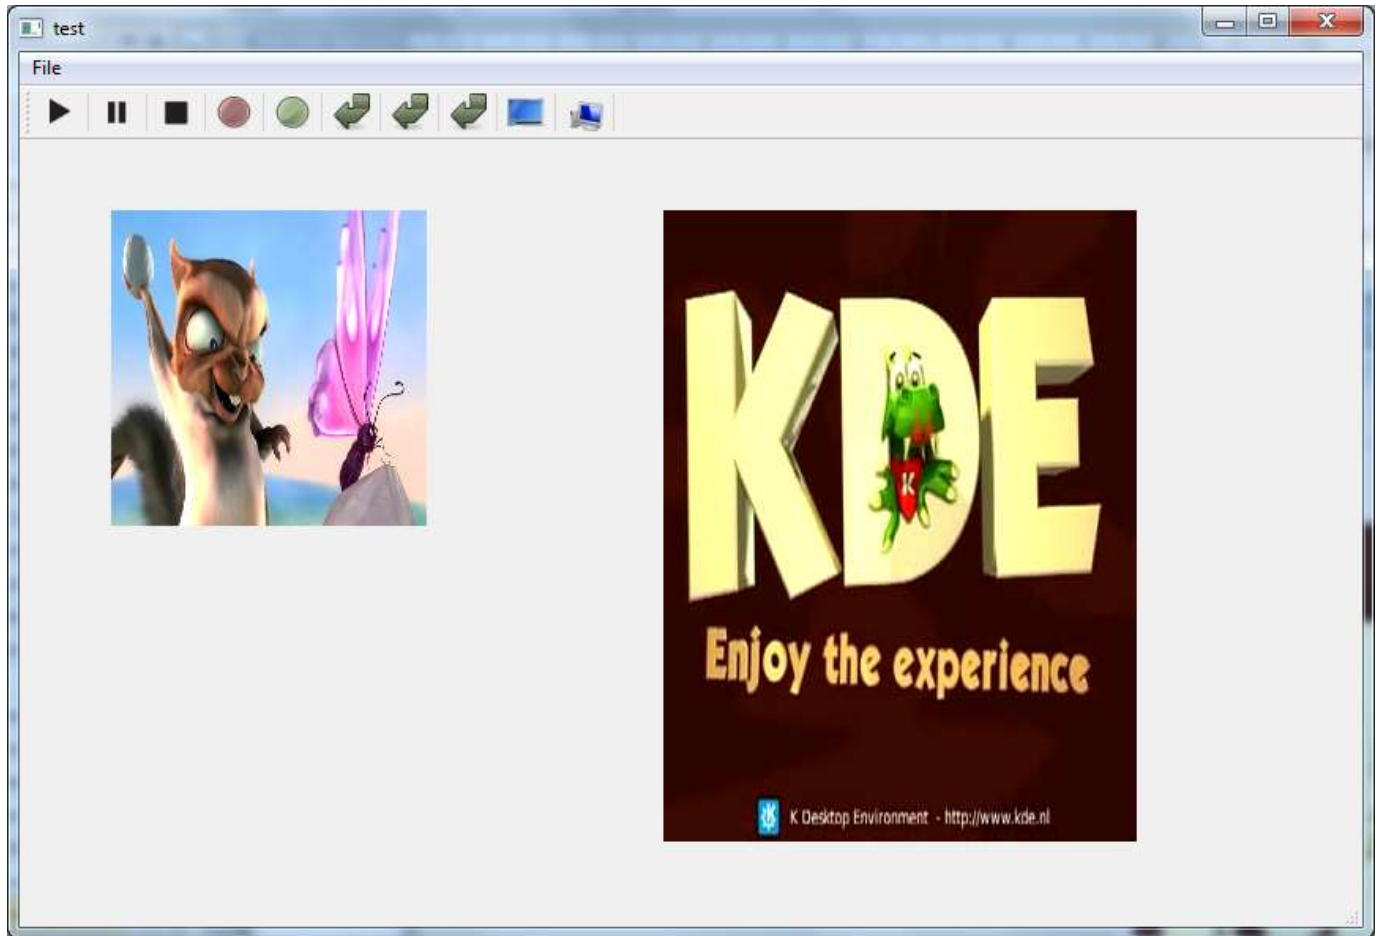 test
File
KDE
K
Enjoy the experience
K Desktop Environment - http://www.kde.nl